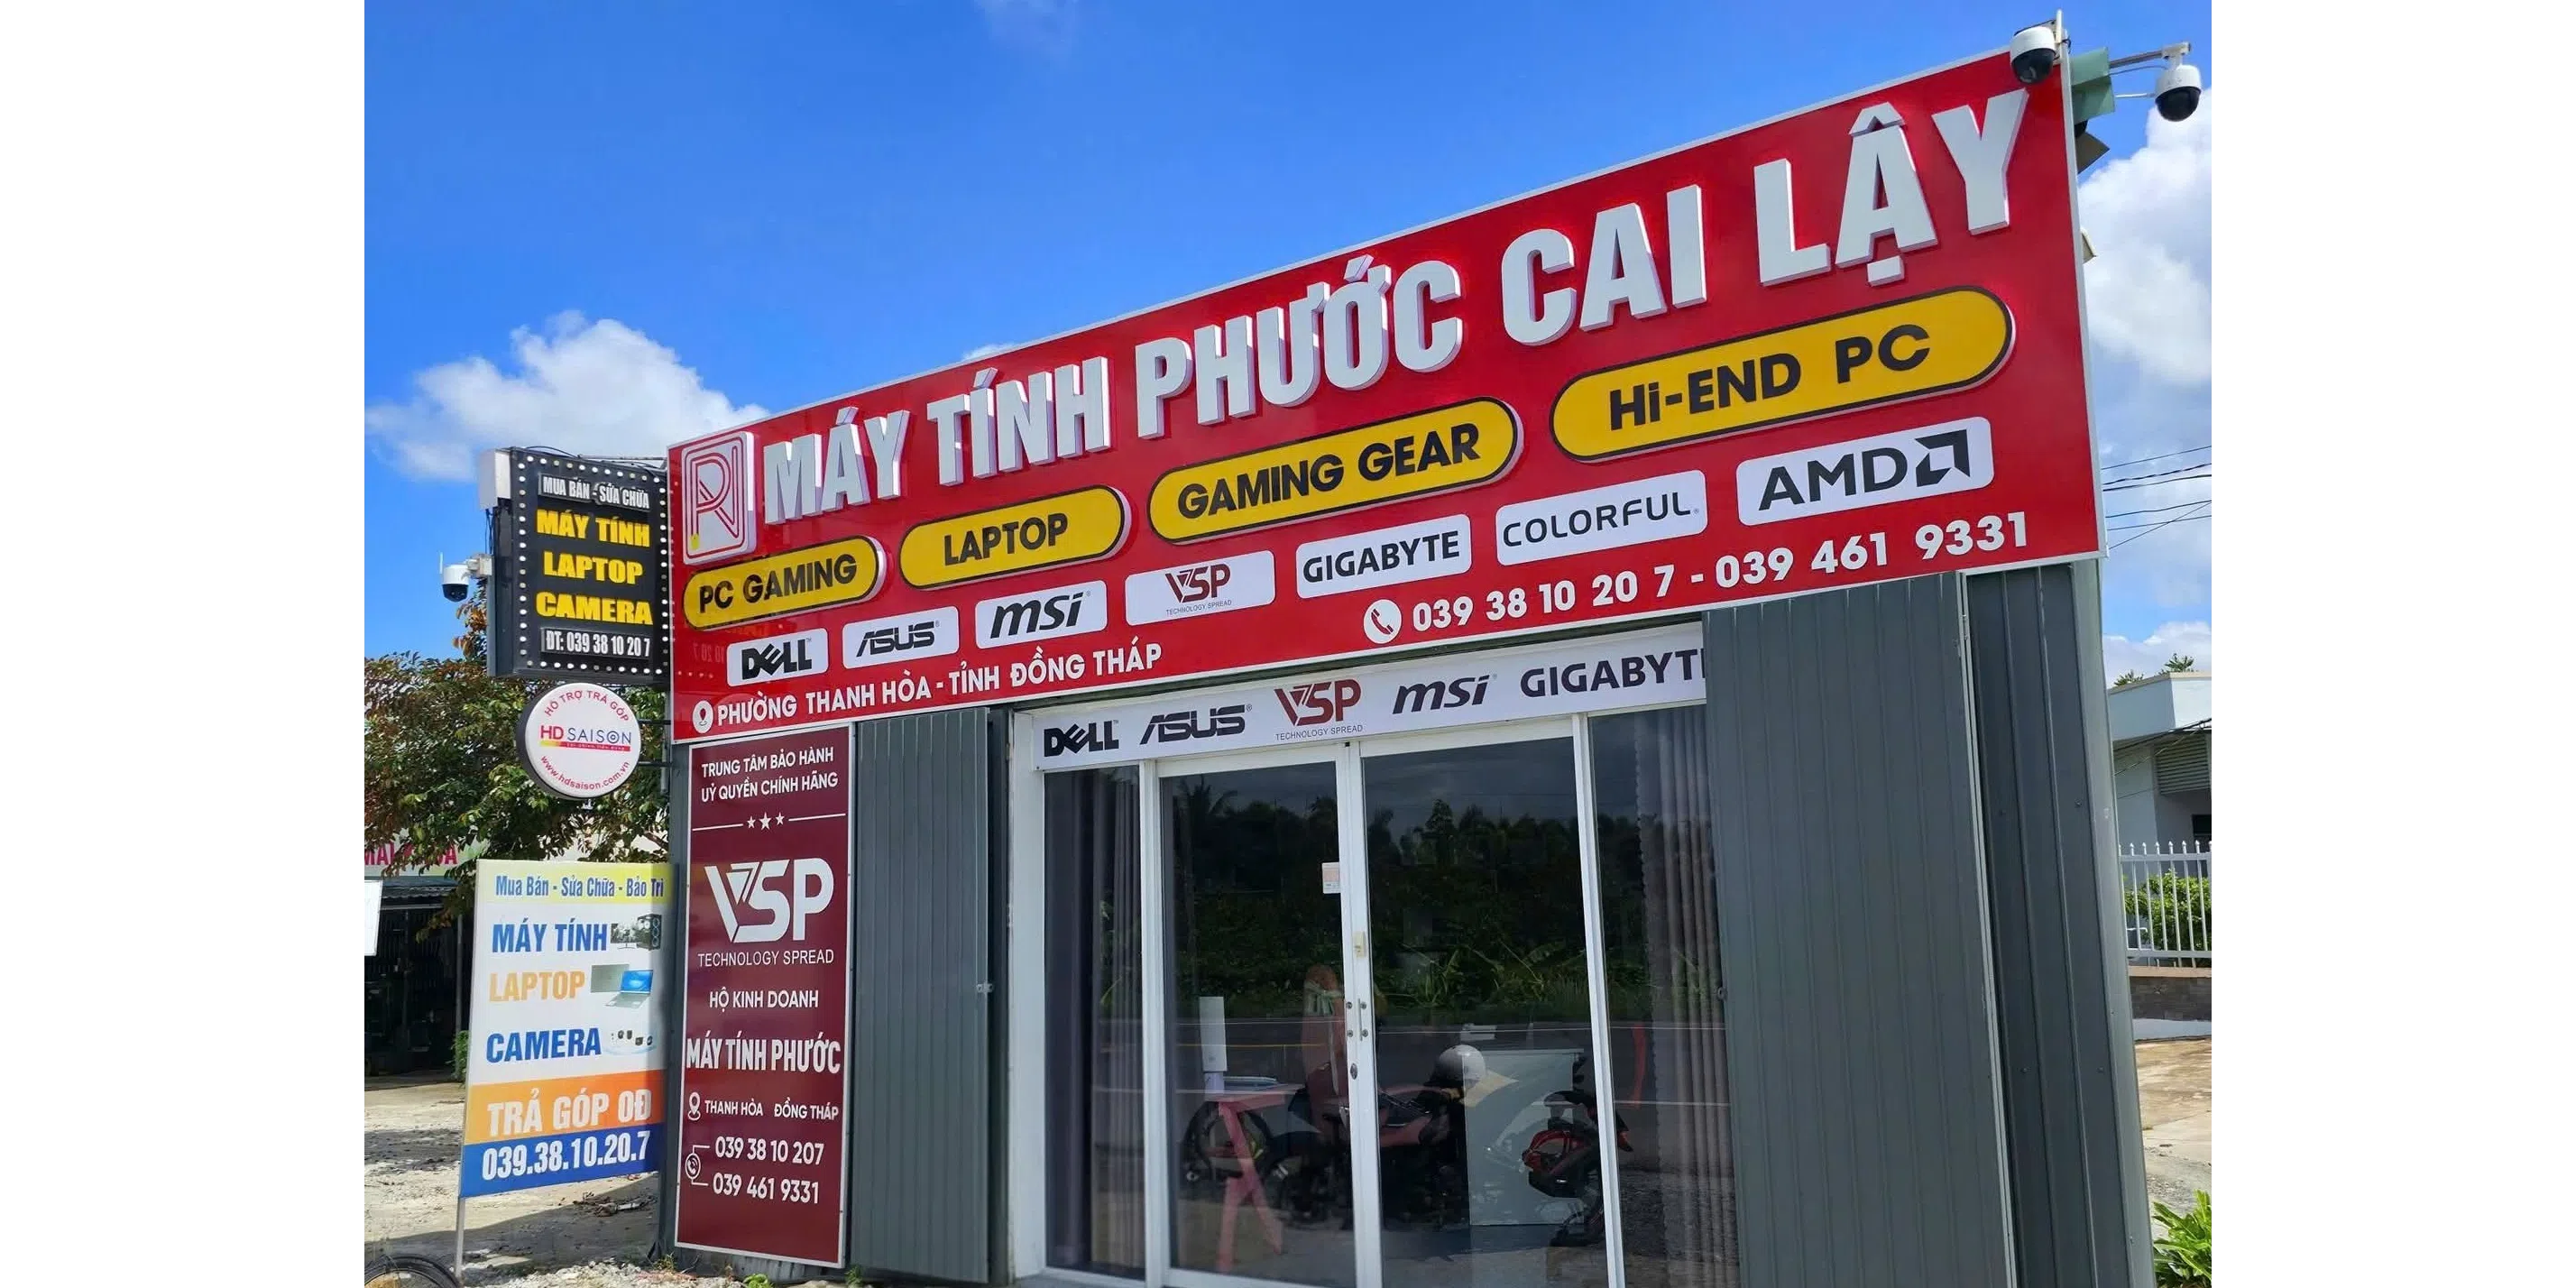 MÁY TÍNH PHƯỚC CAI LẬY
PC GAMING
LAPTOP
GAMING GEAR
Hi-END PC
DELL
ASUS
msi
VSP
TECHNOLOGY SPREAD
GIGABYTE
COLORFUL
AMD
PHƯỜNG THANH HÒA - TỈNH ĐỒNG THÁP
039 38 10 20 7 - 039 461 9331
MUA BÁN - SỬA CHỮA
MÁY TÍNH
LAPTOP
CAMERA
ĐT: 039 38 10 20 7
HỖ TRỢ TRẢ GÓP
HD SAISON
www.hdsaison.com.vn
DELL
ASUS
VSP
TECHNOLOGY SPREAD
msi
GIGABYT
TRUNG TÂM BẢO HÀNH
UỶ QUYỀN CHÍNH HÃNG
VSP
TECHNOLOGY SPREAD
HỘ KINH DOANH
MÁY TÍNH PHƯỚC
THANH HÒA ĐỒNG THÁP
039 38 10 207
039 461 9331
Mua Bán - Sửa Chữa - Bảo Trì
MÁY TÍNH
LAPTOP
CAMERA
TRẢ GÓP 0Đ
039.38.10.20.7